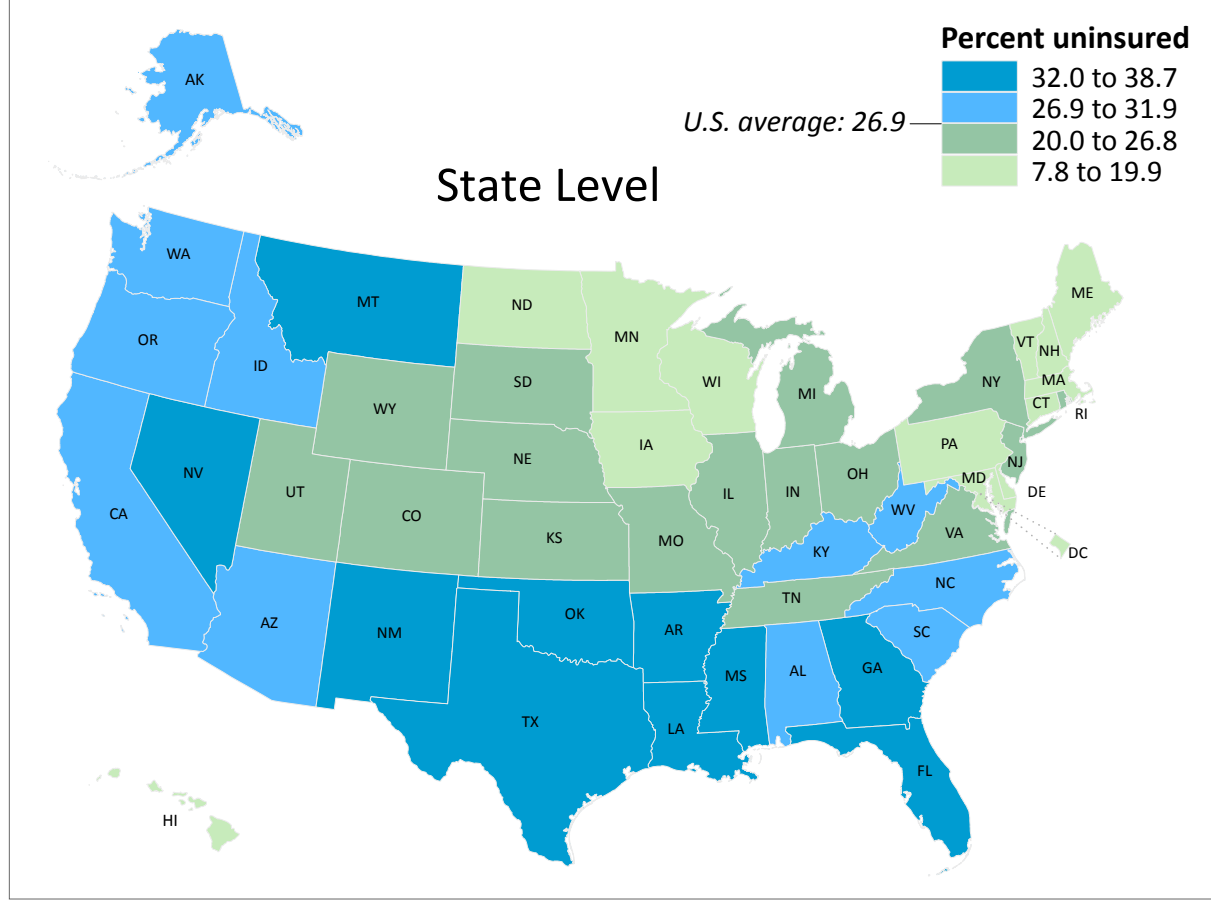 Percent uninsured
32.0 to 38.7
26.9 to 31.9
U.S. average: 26.9
20.0 to 26.8
7.8 to 19.9
State Level
AK
WA
MT
ND
MN
ME
OR
ID
WY
SD
WI
MI
NY
VT
NH
MA
CT
RI
NV
UT
CO
NE
IA
IL
IN
OH
PA
NJ
MD
DE
DC
CA
KS
MO
KY
WV
VA
AZ
NM
OK
AR
TN
NC
SC
TX
LA
MS
AL
GA
FL
HI